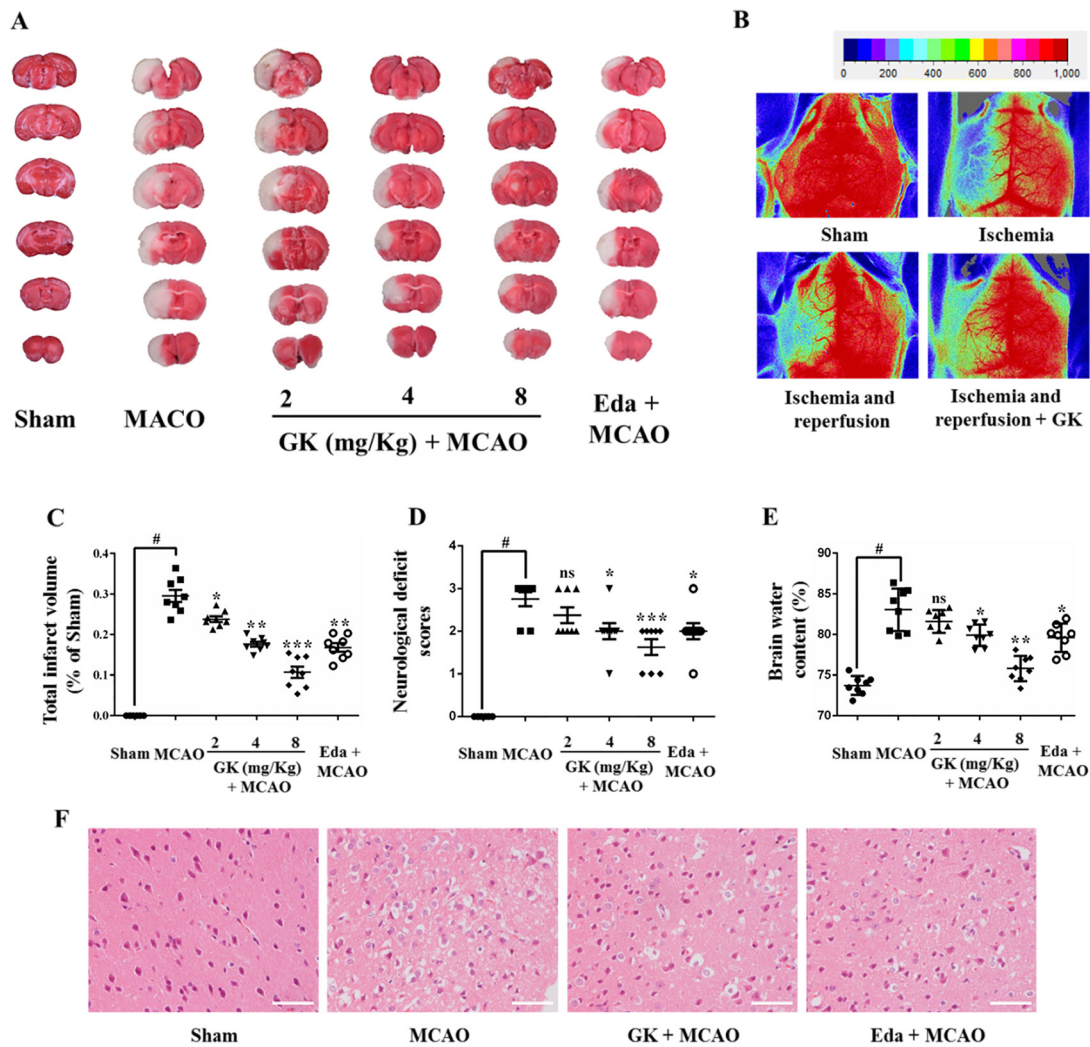 A
B
0 200 400 600 800 1,000
Sham
Ischemia
Ischemia and
reperfusion
Ischemia and
reperfusion + GK
Sham
MACO
2 4 8
GK (mg/Kg) + MCAO
Eda +
MCAO
C
Total infarct volume
(% of Sham)
0.4
0.3
0.2
0.1
0.0
#
*
**
***
**
Sham MCAO
2 4 8
GK (mg/Kg)
+ MCAO
Eda +
MCAO
D
Neurological deficit
scores
4
3
2
1
0
#
ns
*
***
*
Sham MCAO
2 4 8
GK (mg/Kg)
+ MCAO
Eda +
MCAO
E
Brain water
content (%)
90
85
80
75
70
#
ns
*
**
*
Sham MCAO
2 4 8
GK (mg/Kg)
+ MCAO
Eda +
MCAO
F
Sham
MCAO
GK + MCAO
Eda + MCAO